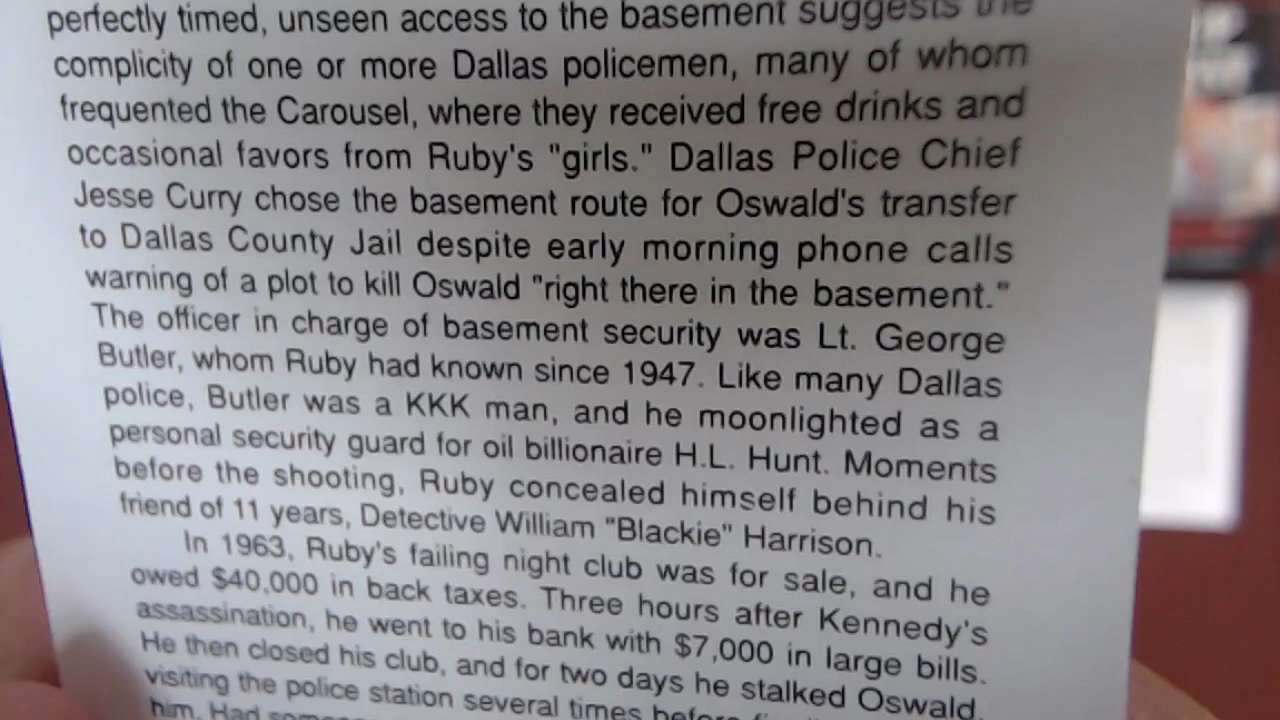 perfectly timed, unseen access to the basement suggests the
complicity of one or more Dallas policemen, many of whom
frequented the Carousel, where they received free drinks and
occasional favors from Ruby's "girls." Dallas Police Chief
Jesse Curry chose the basement route for Oswald's transfer
to Dallas County Jail despite early morning phone calls
warning of a plot to kill Oswald "right there in the basement."
The officer in charge of basement security was Lt. George
Butler, whom Ruby had known since 1947. Like many Dallas
police, Butler was a KKK man, and he moonlighted as a
personal security guard for oil billionaire H.L. Hunt. Moments
before the shooting, Ruby concealed himself behind his
friend of 11 years, Detective William "Blackie" Harrison.
In 1963, Ruby's failing night club was for sale, and he
owed $40,000 in back taxes. Three hours after Kennedy's
assassination, he went to his bank with $7,000 in large bills.
He then closed his club, and for two days he stalked Oswald,
visiting the police station several times before
him. Had